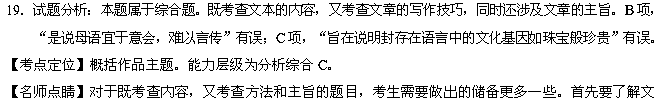 19. 试题分析：本题属于综合题。既考查文本的内容，又考查文章的写作技巧，同时还涉及文章的主旨。B项，
“是说母语宜于意会，难以言传”有误；C项，“旨在说明封存在语言中的文化基因如珠宝般珍贵”有误。
【考点定位】概括作品主题。能力层级为分析综合C。
【名师点睛】对于既考查内容，又考查方法和主旨的题目，考生需要做出的储备更多一些。首先要了解文